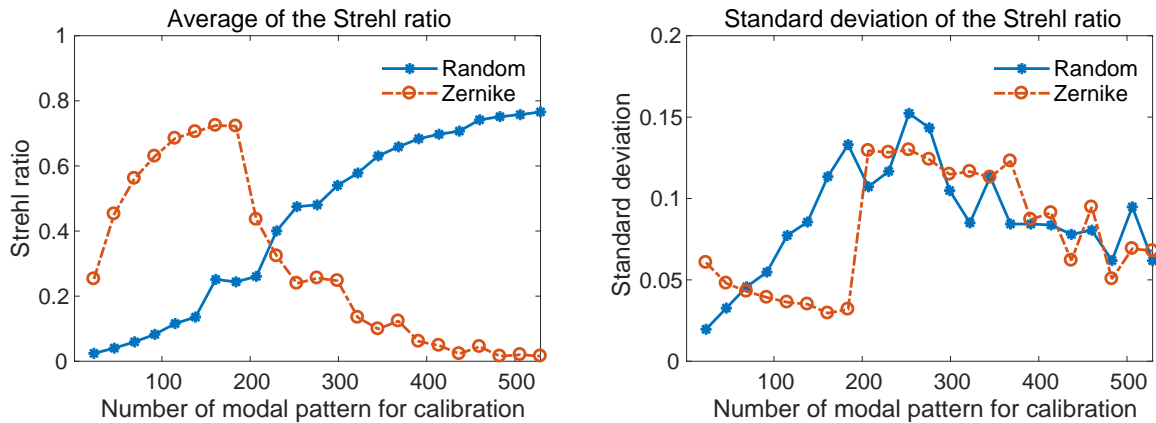 Average of the Strehl ratio
1
0.8
0.6
0.4
0.2
0
Strehl ratio
Random
Zernike
100 200 300 400 500
Number of modal pattern for calibration
Standard deviation of the Strehl ratio
0.2
0.15
0.1
0.05
0
Standard deviation
Random
Zernike
100 200 300 400 500
Number of modal pattern for calibration